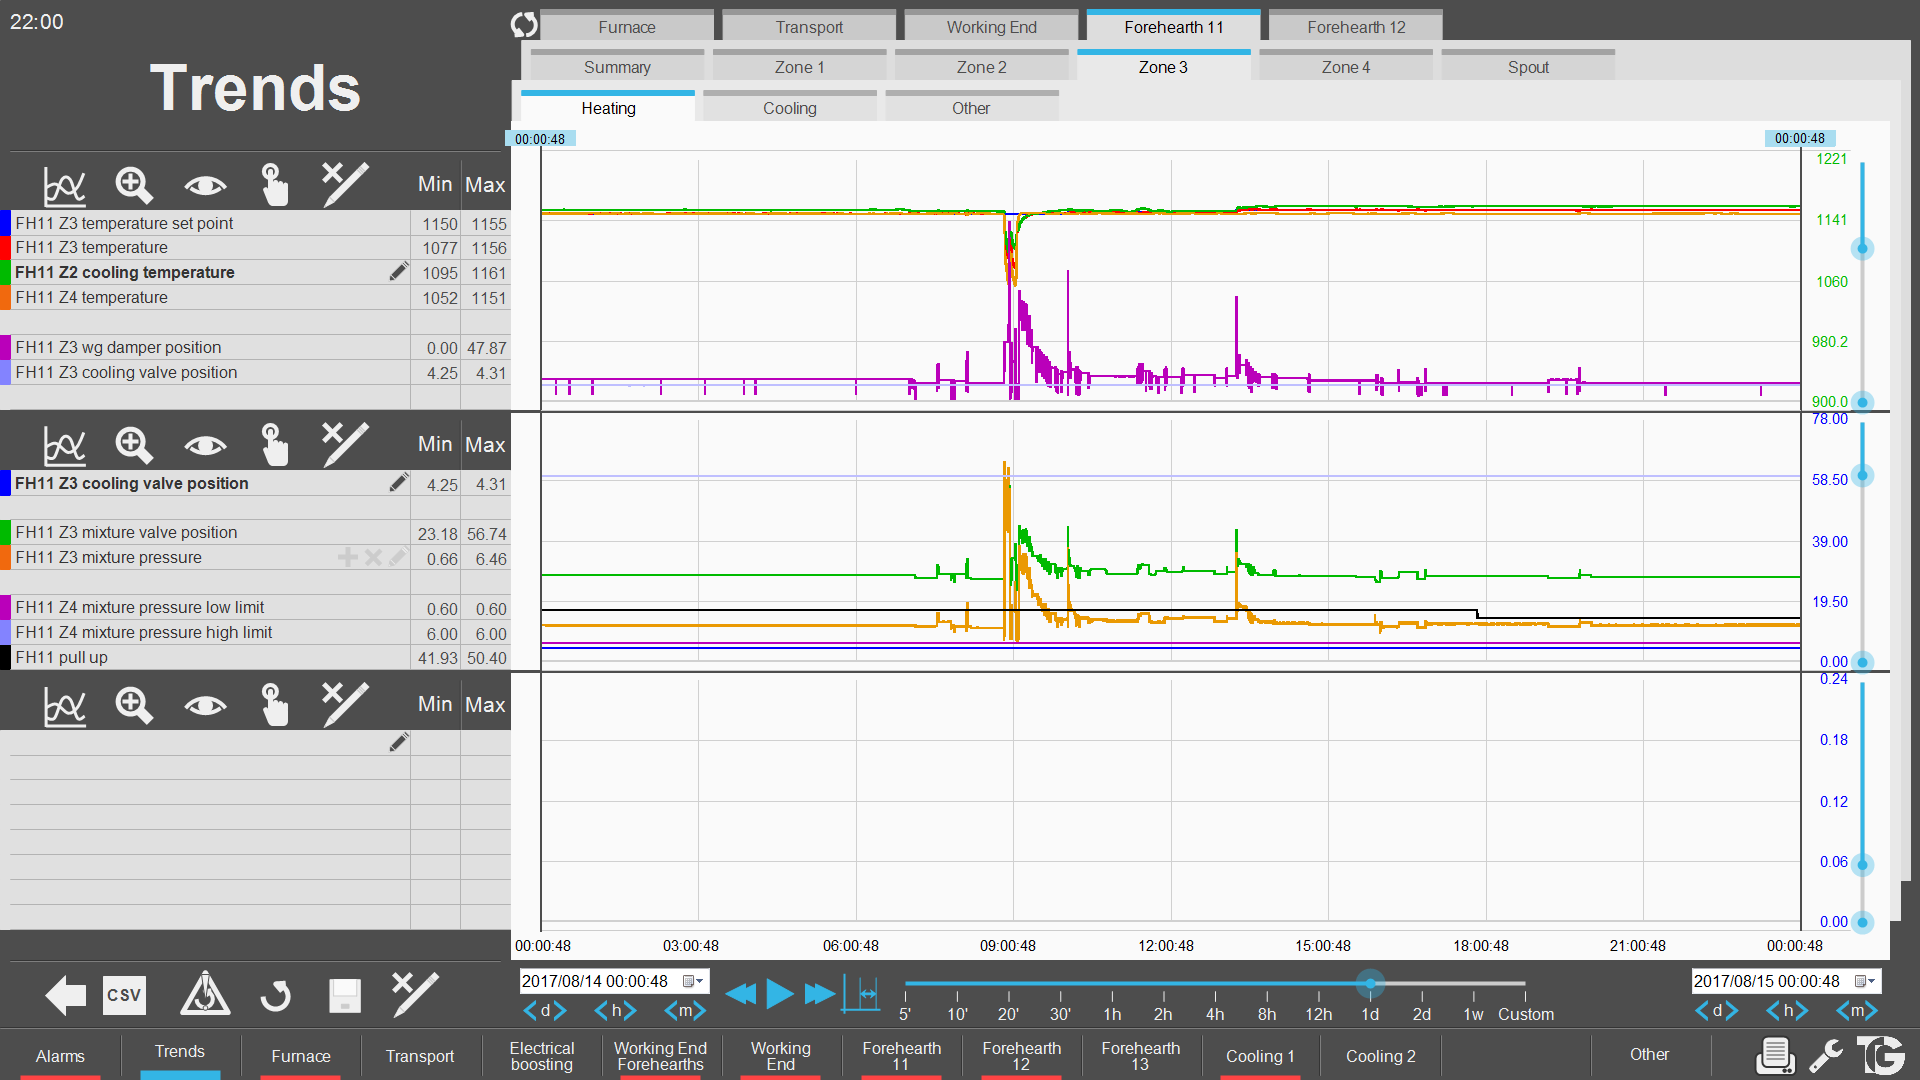 22:00
Trends
Furnace Transport Working End Forehearth 11 Forehearth 12
Summary Zone 1 Zone 2 Zone 3 Zone 4 Spout
Heating Cooling Other
00:00:48 00:00:48
Min Max
FH11 Z3 temperature set point 1150 1155
FH11 Z3 temperature 1077 1156
FH11 Z2 cooling temperature 1095 1161
FH11 Z4 temperature 1052 1151
FH11 Z3 wg damper position 0.00 47.87
FH11 Z3 cooling valve position 4.25 4.31
1221
1141
1060
980.2
900.0
Min Max
FH11 Z3 cooling valve position 4.25 4.31
FH11 Z3 mixture valve position 23.18 56.74
FH11 Z3 mixture pressure 0.66 6.46
FH11 Z4 mixture pressure low limit 0.60 0.60
FH11 Z4 mixture pressure high limit 6.00 6.00
FH11 pull up 41.93 50.40
78.00
58.50
39.00
19.50
0.00
Min Max
0.24
0.18
0.12
0.06
0.00
00:00:48 03:00:48 06:00:48 09:00:48 12:00:48 15:00:48 18:00:48 21:00:48 00:00:48
CSV
2017/08/14 00:00:48
d h m
5' 10' 20' 30' 1h 2h 4h 8h 12h 1d 2d 1w Custom
2017/08/15 00:00:48
d h m
Alarms
Trends
Furnace
Transport
Electrical
boosting
Working End
Forehearths
Working
End
Forehearth
11
Forehearth
12
Forehearth
13
Cooling 1
Cooling 2
Other
TG